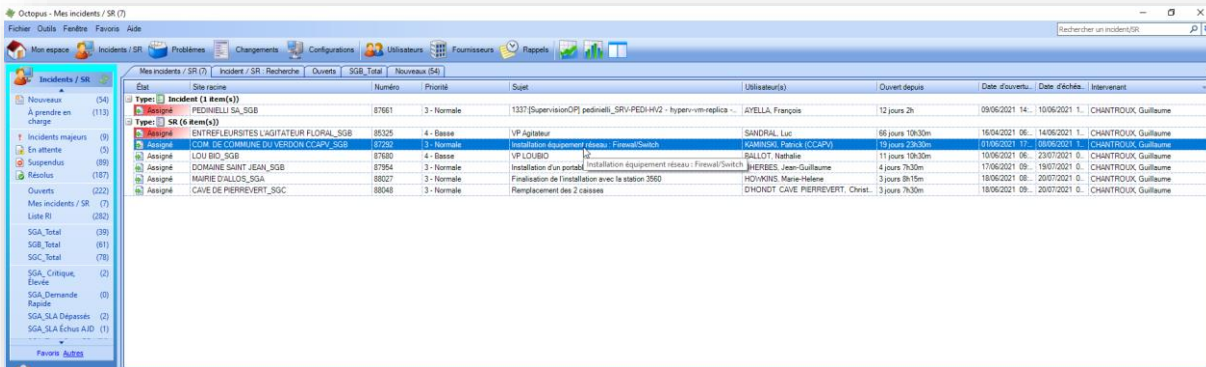 Octopus - Mes incidents / SR (7)
Fichier Outils Fenêtre Favoris Aide
Rechercher un incident/SR
Mon espace Incidents / SR Problèmes Changements Configurations Utilisateurs Fournisseurs Rappels
Incidents / SR
Mes incidents / SR (7) Incident / SR : Recherche Ouverts SGB_Total Nouveaux (54)
État Site racine Numéro Priorité Sujet Utilisateur(s) Ouvert depuis Date d'ouvertu... Date d'échéa... Intervenant
Type: Incident (1 item(s))
Assigné PEDINIELLI SA_SGB 87661 3 - Normale 1337:[SupervisionOP] pedinielli_SRV-PEDI-HV2 - hyperv-vm-replica -... AYELLA, François 12 jours 2h 09/06/2021 14:... 10/06/2021 1... CHANTROUX, Guillaume
Type: SR (6 item(s))
Assigné ENTREFLEURSITES L'AGITATEUR FLORAL_SGB 85325 4 - Basse VP Agitateur SANDRAL, Luc 66 jours 10h30m 16/04/2021 06:... 14/06/2021 1... CHANTROUX, Guillaume
Assigné COM. DE COMMUNE DU VERDON CCAPV_SGB 87292 3 - Normale Installation équipement réseau : Firewal/Switch KAMINSKI, Patrick (CCAPV) 19 jours 23h30m 01/06/2021 17:... 08/06/2021 1... CHANTROUX, Guillaume
Assigné LOU BIO_SGB 87680 4 - Basse VP LOUBIO BALLOT, Nathalie 11 jours 10h30m 10/06/2021 06:... 23/07/2021 0... CHANTROUX, Guillaume
Installation équipement réseau : Firewal/Switch
Assigné DOMAINE SAINT JEAN_SGB 87954 3 - Normale Installation d'un portabl D'HERBES, Jean-Guillaume 4 jours 7h30m 17/06/2021 09:... 19/07/2021 0... CHANTROUX, Guillaume
Assigné MAIRIE D'ALLOS_SGA 88027 3 - Normale Finalisation de l'installation avec la station 3560 HOWKINS, Marie-Helene 3 jours 8h15m 18/06/2021 08:... 20/07/2021 0... CHANTROUX, Guillaume
Assigné CAVE DE PIERREVERT_SGC 88048 3 - Normale Remplacement des 2 caisses D'HONDT CAVE PIERREVERT, Christ... 3 jours 7h30m 18/06/2021 09:... 20/07/2021 0... CHANTROUX, Guillaume
Nouveaux (54)
À prendre en charge (113)
Incidents majeurs (9)
En attente (5)
Suspendus (89)
Résolus (187)
Ouverts (222)
Mes incidents / SR (7)
Liste RI (282)
SGA_Total (39)
SGB_Total (61)
SGC_Total (78)
SGA_ Critique, Élevée (2)
SGA_Demande Rapide (0)
SGA_SLA Dépassés (2)
SGA_SLA Échus AJD (1)
Favoris Autres